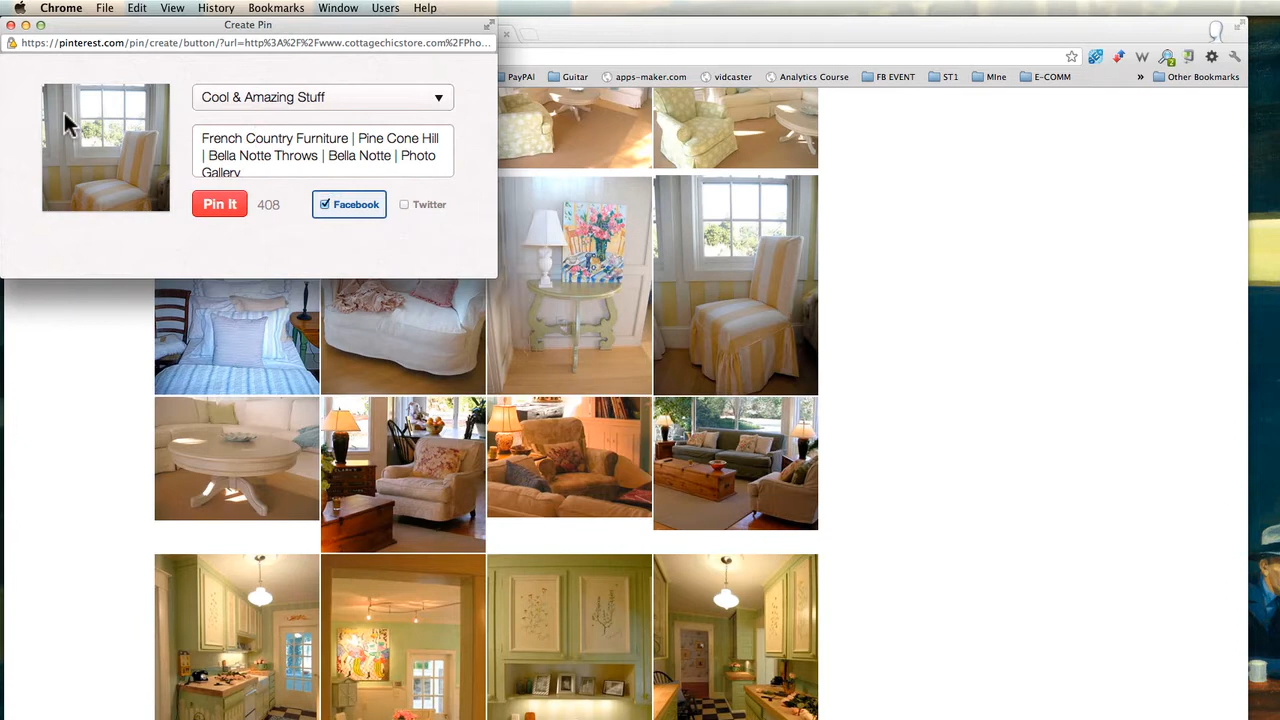 Chrome File Edit View History Bookmarks Window Users Help
Create Pin
https://pinterest.com/pin/create/button/?url=http%3A%2F%2Fwww.cottagechicstore.com%2FPho...
PayPAl Guitar apps-maker.com vidcaster Analytics Course FB EVENT ST1 MIne E-COMM » Other Bookmarks
Cool & Amazing Stuff
French Country Furniture | Pine Cone Hill
| Bella Notte Throws | Bella Notte | Photo
Gallery
Pin It 408 Facebook Twitter